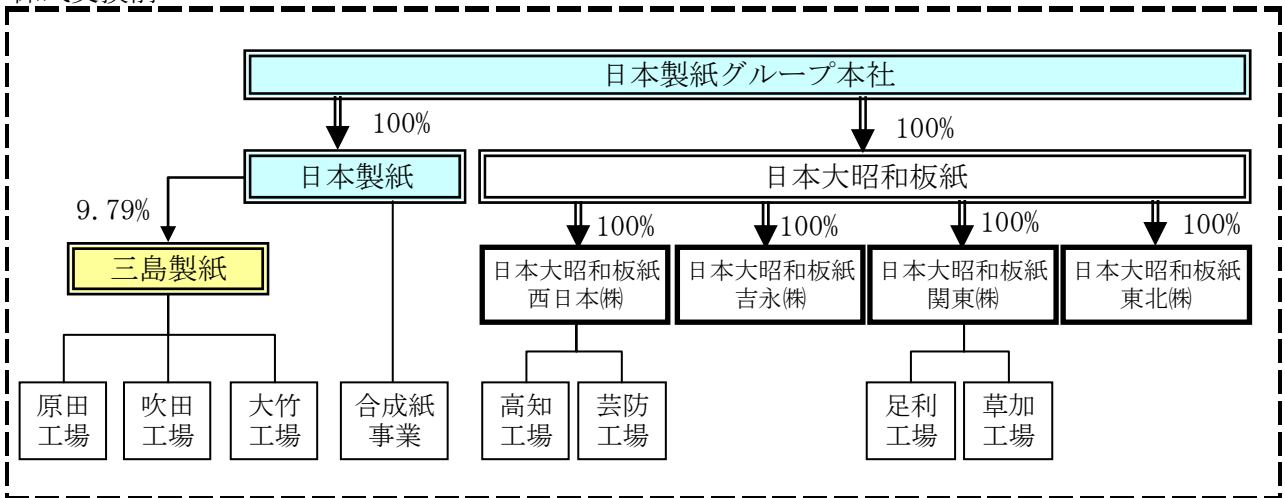 日本製紙グループ本社
100%
100%
日本製紙
日本大昭和板紙
9.79%
100%
100%
100%
100%
三島製紙
日本大昭和板紙
西日本㈱
日本大昭和板紙
吉永㈱
日本大昭和板紙
関東㈱
日本大昭和板紙
東北㈱
原田
工場
吹田
工場
大竹
工場
合成紙
事業
高知
工場
芸防
工場
足利
工場
草加
工場